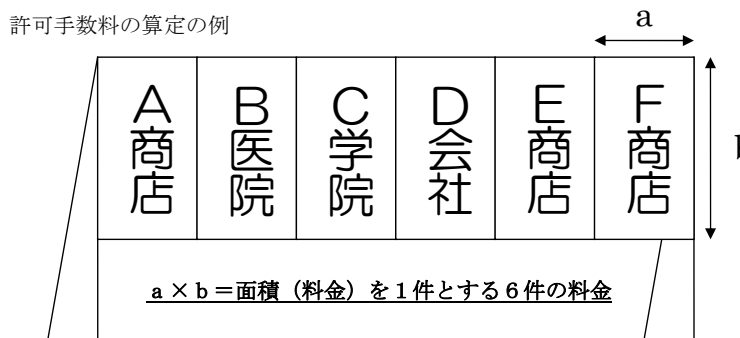 許可手数料の算定の例
a
A商店
B医院
C学院
D会社
E商店
F商店
b
a×b=面積(料金)を1件とする6件の料金